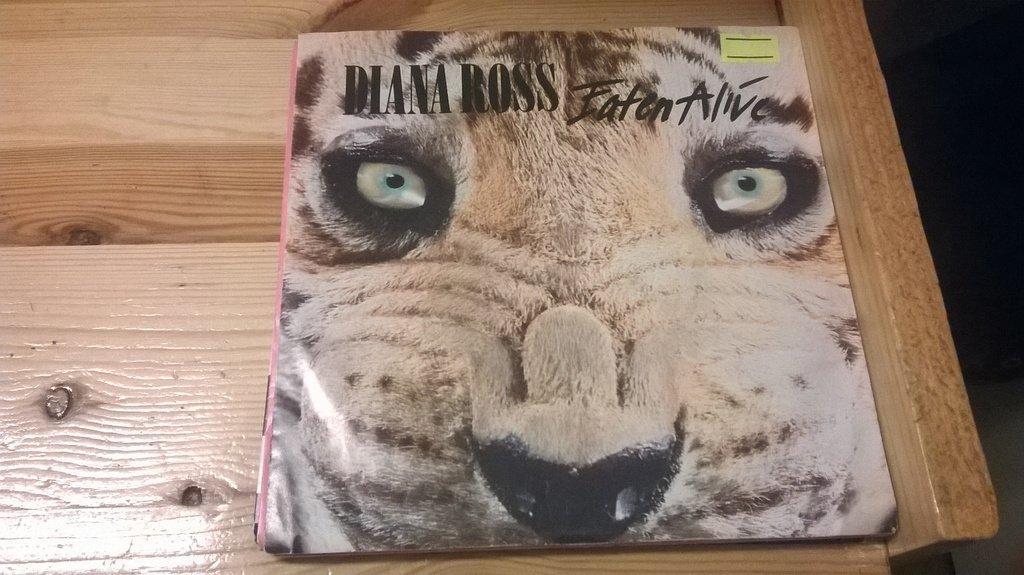 DIANA ROSS Eaten Alive